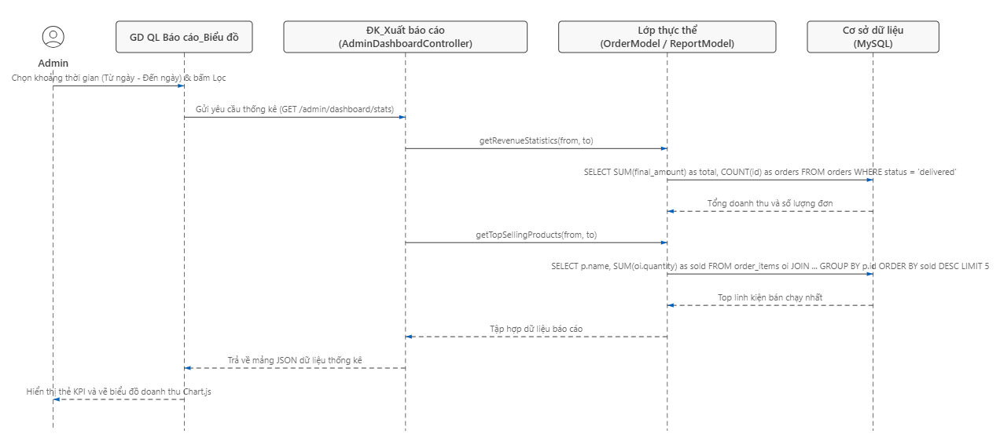 Admin
GD QL Báo cáo_Biểu đồ
ĐK_Xuất báo cáo
(AdminDashboardController)
Lớp thực thể
(OrderModel / ReportModel)
Cơ sở dữ liệu
(MySQL)
Chọn khoảng thời gian (Từ ngày - Đến ngày) & bấm Lọc
Gửi yêu cầu thống kê (GET /admin/dashboard/stats)
getRevenueStatistics(from, to)
SELECT SUM(final_amount) as total, COUNT(id) as orders FROM orders WHERE status = 'delivered'
Tổng doanh thu và số lượng đơn
getTopSellingProducts(from, to)
SELECT p.name, SUM(oi.quantity) as sold FROM order_items oi JOIN ... GROUP BY p.id ORDER BY sold DESC LIMIT 5
Top linh kiện bán chạy nhất
Tập hợp dữ liệu báo cáo
Trả về mảng JSON dữ liệu thống kê
Hiển thị thẻ KPI và vẽ biểu đồ doanh thu Chart.js